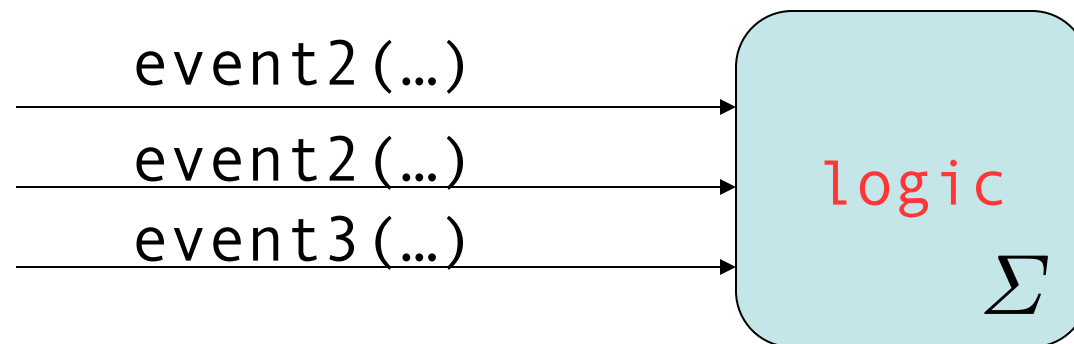 event2(…)
event2(…)
logic
event3(…)
Σ